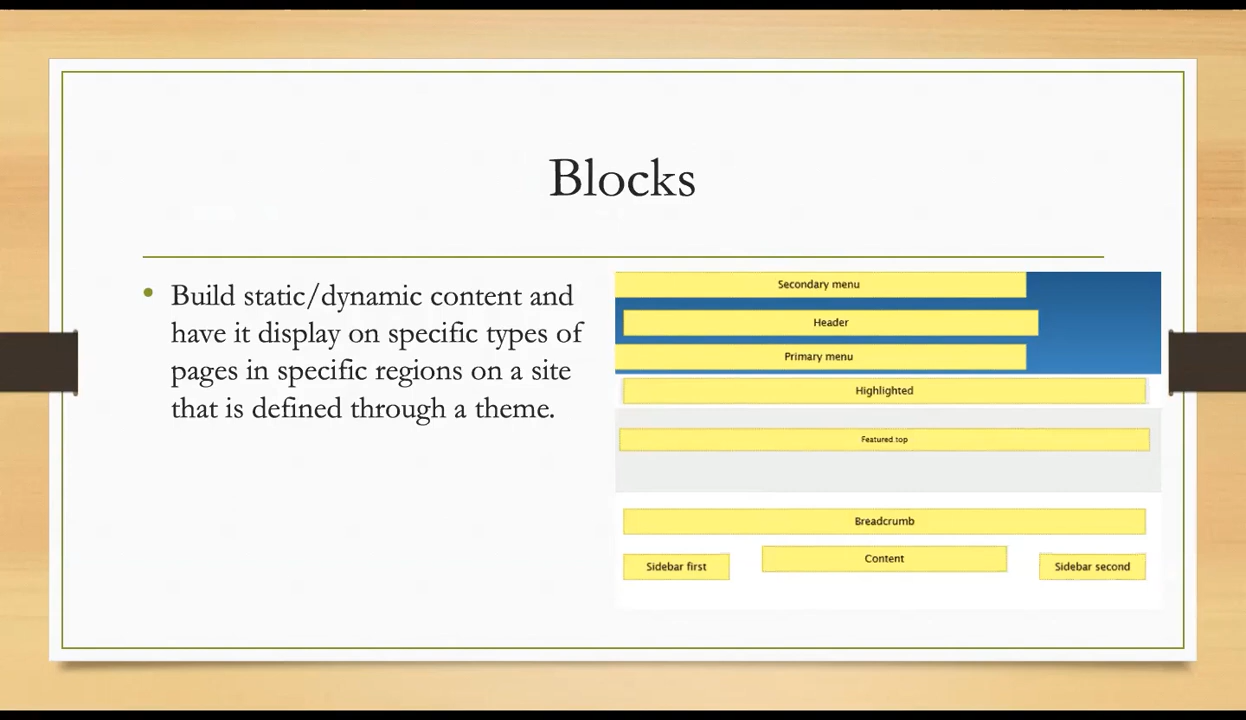 Blocks
Build static/dynamic content and
have it display on specific types of
pages in specific regions on a site
that is defined through a theme.
Secondary menu
Header
Primary menu
Highlighted
Featured top
Breadcrumb
Sidebar first
Content
Sidebar second